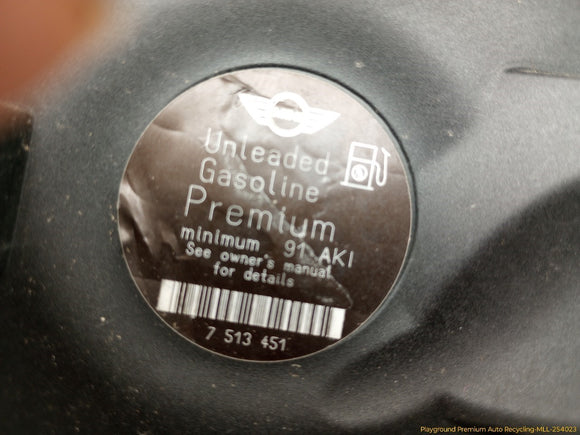 Unleaded
Gasoline
Premium
minimum 91 AKI
See owner's manual
for details
7 513 451
Playground Premium Auto Recycling-MLL-254023